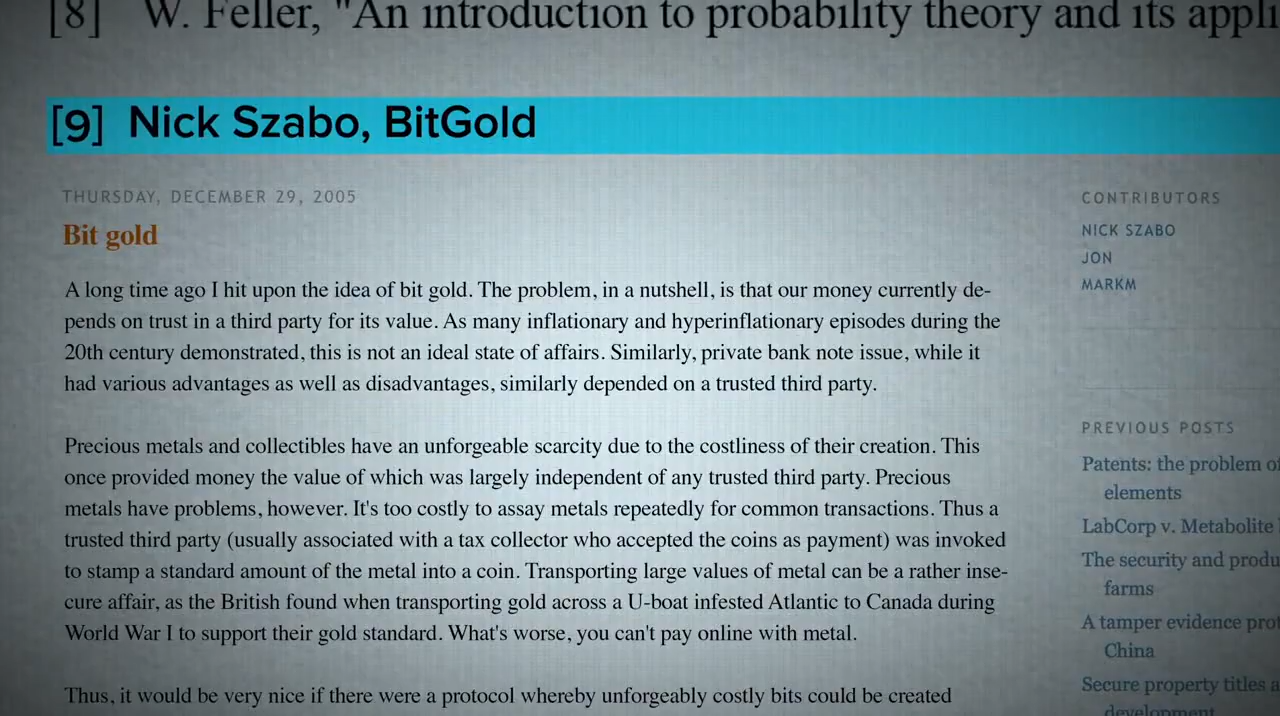 [8] W. Feller, "An introduction to probability theory and its appli
[9] Nick Szabo, BitGold
THURSDAY, DECEMBER 29, 2005
Bit gold
A long time ago I hit upon the idea of bit gold. The problem, in a nutshell, is that our money currently de-
pends on trust in a third party for its value. As many inflationary and hyperinflationary episodes during the
20th century demonstrated, this is not an ideal state of affairs. Similarly, private bank note issue, while it
had various advantages as well as disadvantages, similarly depended on a trusted third party.
Precious metals and collectibles have an unforgeable scarcity due to the costliness of their creation. This
once provided money the value of which was largely independent of any trusted third party. Precious
metals have problems, however. It's too costly to assay metals repeatedly for common transactions. Thus a
trusted third party (usually associated with a tax collector who accepted the coins as payment) was invoked
to stamp a standard amount of the metal into a coin. Transporting large values of metal can be a rather inse-
cure affair, as the British found when transporting gold across a U-boat infested Atlantic to Canada during
World War I to support their gold standard. What's worse, you can't pay online with metal.
Thus, it would be very nice if there were a protocol whereby unforgeably costly bits could be created
CONTRIBUTORS
NICK SZABO
JON
MARKM
PREVIOUS POSTS
Patents: the problem of
elements
LabCorp v. Metabolite
The security and produ
farms
A tamper evidence prot
China
Secure property titles a
development